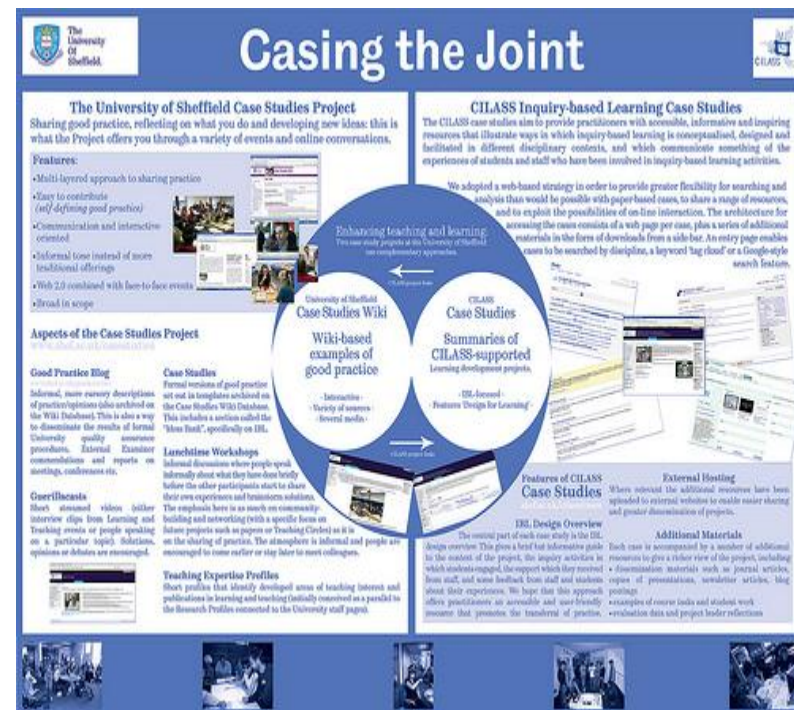 The
University
Of
Sheffield.
Casing the Joint
CILASS
The University of Sheffield Case Studies Project
Sharing good practice, reflecting on what you do and developing new ideas: this is
what the Project offers you through a variety of events and online conversations.
Features:
•Multi-layered approach to sharing practice
•Easy to contribute
(self-defining good practice)
•Communication and interactive
oriented
•Informal tone instead of more
traditional offerings
•Web 2.0 combined with face-to-face events
•Broad in scope
Aspects of the Case Studies Project
Good Practice Blog
Informal, more cursory descriptions
of practice/opinions (also archived on
the Wiki Database). This is also a way
to disseminate the results of formal
University quality assurance
procedures. External Examiner
commendations and reports on
meetings, conferences etc.
Guerillacasts
Short streamed videos (either
interview clips from Learning and
Teaching events or people speaking
on a particular topic). Solutions,
opinions or debates are encouraged.
Case Studies
Formal versions of good practice
set out in templates archived on
the Case Studies Wiki Database.
This includes a section called the
"Ideas Bank", specifically on IBL.
Lunchtime Workshops
Informal discussions where people speak
informally about what they have done briefly
before the other participants start to share
their own experiences and brainstorm solutions.
The emphasis here is as much on community-
building and networking (with a specific focus on
future projects such as papers or Teaching Circles) as it is
on the sharing of practice. The atmosphere is informal and people are
encouraged to come earlier or stay later to meet colleagues.
Teaching Expertise Profiles
Short profiles that identify developed areas of teaching interest and
publications in learning and teaching (initially conceived as a parallel to
the Research Profiles connected to the University staff pages).
Enhancing teaching and learning:
Two case study projects at the University of Sheffield
complementary approaches.
CILASS project links
University of Sheffield
Case Studies Wiki
Wiki-based
examples of
good practice
- Interactive -
- Variety of sources -
- Several media -
CILASS
Case Studies
Summaries of
CILASS-supported
Learning development projects.
- IBL-focused -
- Features 'Design for Learning' -
CILASS project links
CILASS Inquiry-based Learning Case Studies
The CILASS case studies aim to provide practitioners with accessible, informative and inspiring
resources that illustrate ways in which inquiry-based learning is conceptualised, designed and
facilitated in different disciplinary contexts, and which communicate something of the
experiences of students and staff who have been involved in inquiry-based learning activities.
We adopted a web-based strategy in order to provide greater flexibility for searching and
analysis than would be possible with paper-based cases, to share a range of resources,
and to exploit the possibilities of on-line interaction. The architecture for
accessing the cases consists of a web page per case, plus a series of additional
materials in the form of downloads from a side-bar. An entry page enables
cases to be searched by discipline, a keyword 'tag cloud' or a Google-style
search feature.
Features of CILASS
Case Studies
IBL Design Overview
The central part of each case study is the IBL
design overview. This gives a brief but informative guide
to the context of the project, the inquiry activities in
which students engaged, the support which they received
from staff, and some feedback from staff and students
about their experiences. We hope that this approach
offers practitioners an accessible and user-friendly
resource that promotes the transferral of practice.
External Hosting
Where relevant the additional resources have been
uploaded to external websites to enable easier sharing
and greater dissemination of projects.
Additional Materials
Each case is accompanied by a number of additional
resources to give a richer view of the project, including
• dissemination materials such as journal articles,
copies of presentations, newsletter articles, blog
postings
•examples of course tasks and student work
•evaluation data and project leader reflections